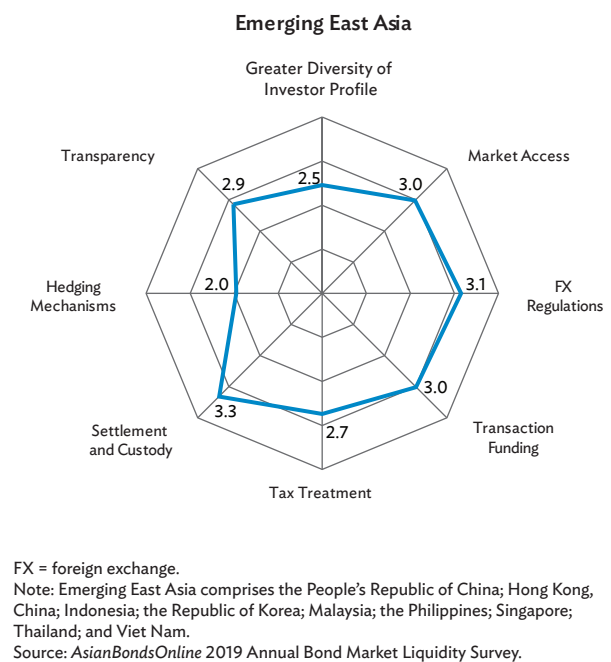 Emerging East Asia
Greater Diversity of
Investor Profile
Transparency
Market Access
2.9
2.5
3.0
Hedging
Mechanisms
2.0
3.1
FX
Regulations
3.0
3.3
2.7
Settlement
and Custody
Transaction
Funding
Tax Treatment
FX = foreign exchange.
Note: Emerging East Asia comprises the People’s Republic of China; Hong Kong,
China; Indonesia; the Republic of Korea; Malaysia; the Philippines; Singapore;
Thailand; and Viet Nam.
Source: AsianBondsOnline 2019 Annual Bond Market Liquidity Survey.